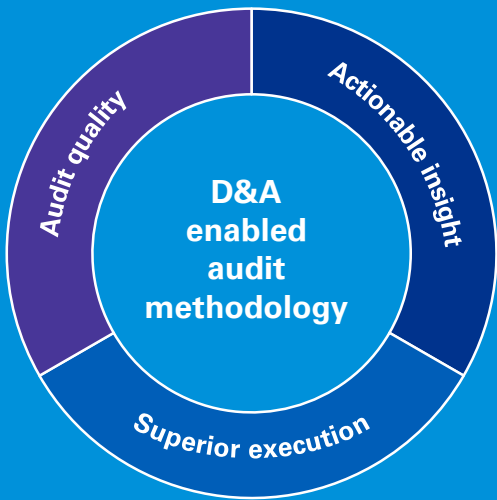 Audit quality
Actionable insight
D&A
enabled
audit
methodology
Superior execution